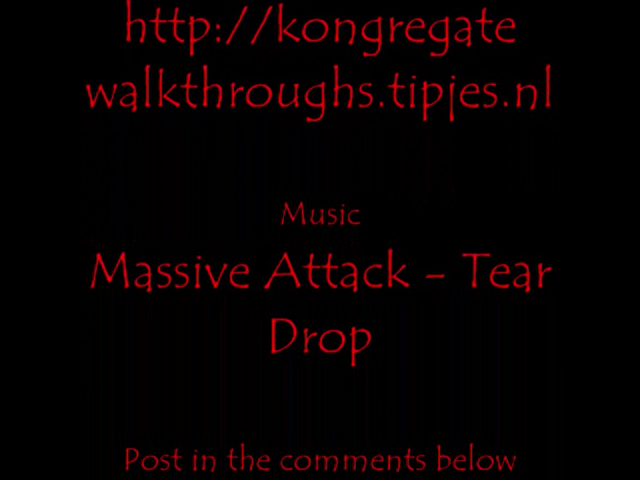 http://kongregate
walkthroughs.tipjes.nl
Music
Massive Attack - Tear
Drop
Post in the comments below